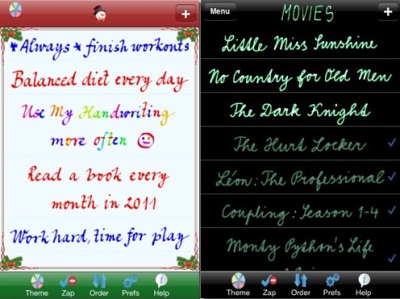 Always finish workouts
Balanced diet every day
Use My Handwriting
more often
Read a book every
month in 2011
Work hard, time for play
Theme
Zap
Order
Prefs
Help
Menu
MOVIES
+
Little Miss Sunshine
No Country for Old Men
The Dark Knight
The Hurt Locker
Léon: The Professional
Coupling: Season 1-4
Monty Python's Life
Theme
Zap
Order
Prefs
Help